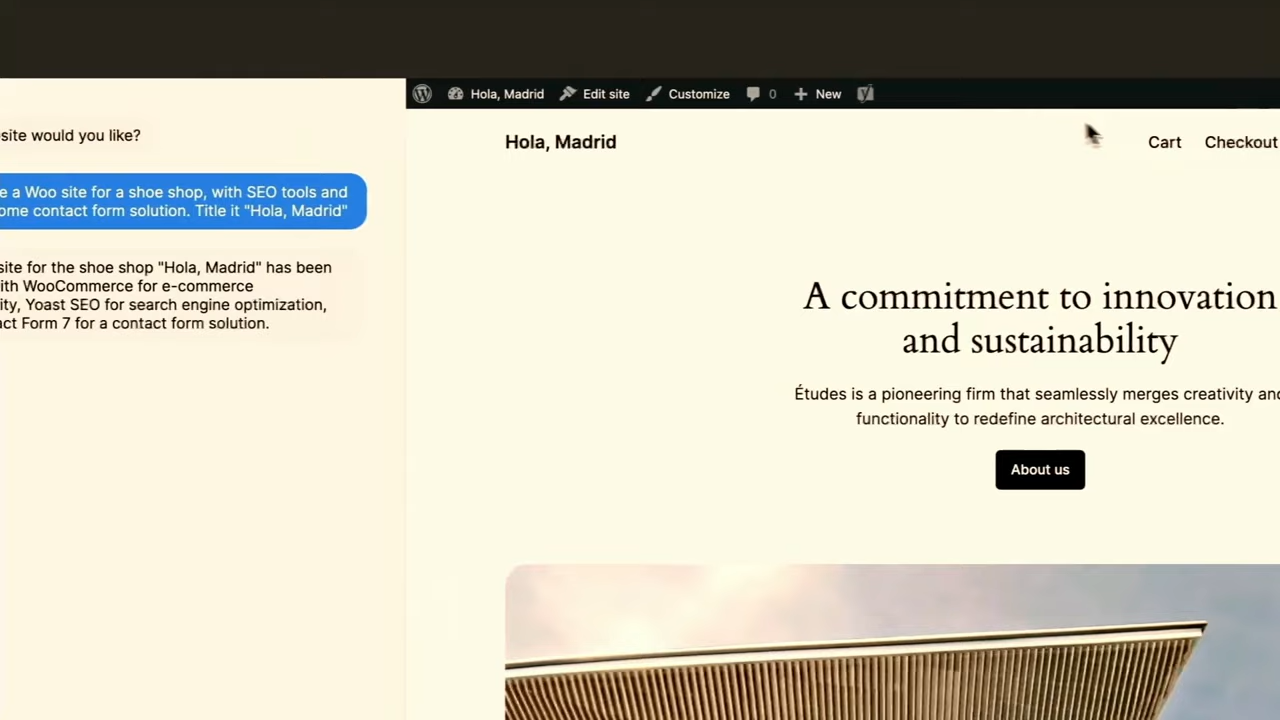 site would you like?
e a Woo site for a shoe shop, with SEO tools and
ome contact form solution. Title it "Hola, Madrid"
site for the shoe shop "Hola, Madrid" has been
ith WooCommerce for e-commerce
ity, Yoast SEO for search engine optimization,
act Form 7 for a contact form solution.
Hola, Madrid
Edit site
Customize
0
New
Hola, Madrid
Cart
Checkout
A commitment to innovation
and sustainability
Études is a pioneering firm that seamlessly merges creativity and
functionality to redefine architectural excellence.
About us